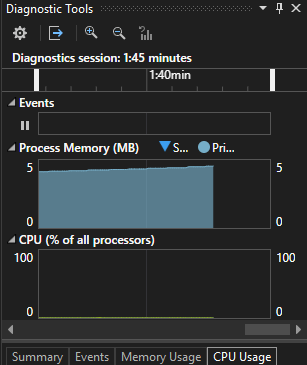 Diagnostic Tools
Diagnostics session: 1:45 minutes
1:40min
Events
Process Memory (MB) S... Pri...
5 5
0 0
CPU (% of all processors)
100 100
0 0
Summary Events Memory Usage CPU Usage